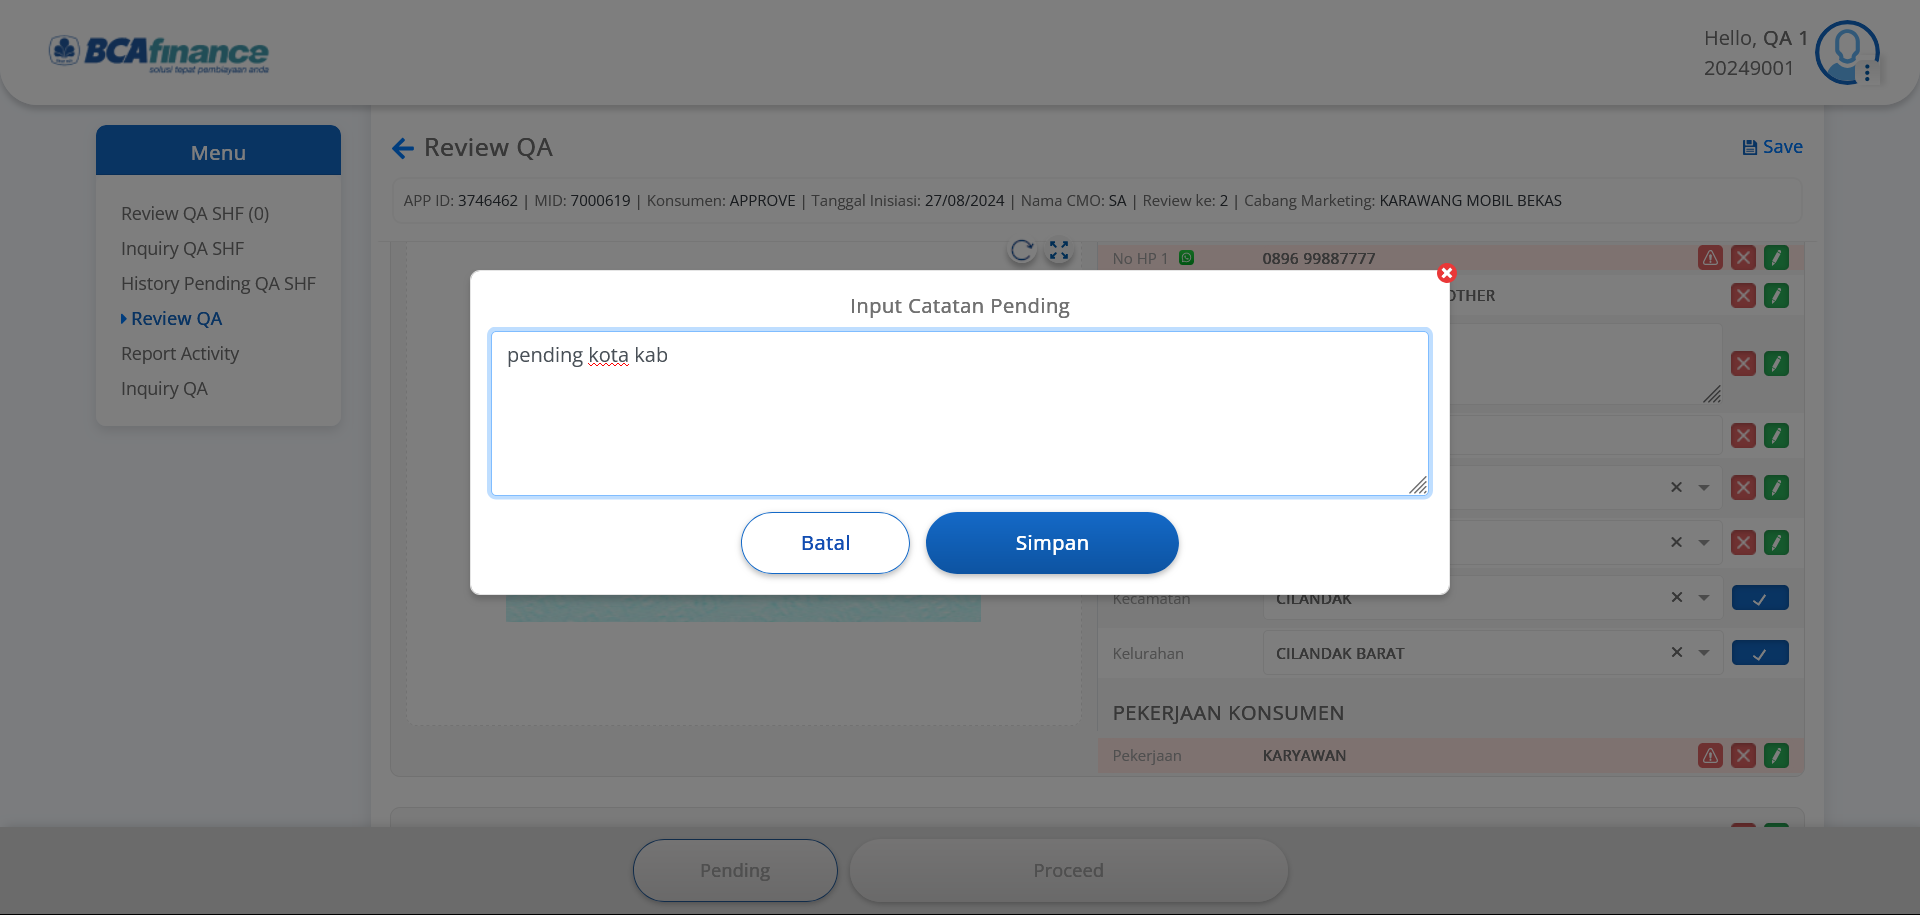 BCAfinance
solusi tepat pembiayaan anda
Hello, QA 1
20249001
Menu
Review QA SHF (0)
Inquiry QA SHF
History Pending QA SHF
Review QA
Report Activity
Inquiry QA
Review QA
Save
APP ID: 3746462 | MID: 7000619 | Konsumen: APPROVE | Tanggal Inisiasi: 27/08/2024 | Nama CMO: SA | Review ke: 2 | Cabang Marketing: KARAWANG MOBIL BEKAS
No HP 1 0896 99887777
OTHER
Input Catatan Pending
pending kota kab
Batal
Simpan
Kecamatan CILANDAK
Kelurahan CILANDAK BARAT
PEKERJAAN KONSUMEN
Pekerjaan KARYAWAN
Pending
Proceed